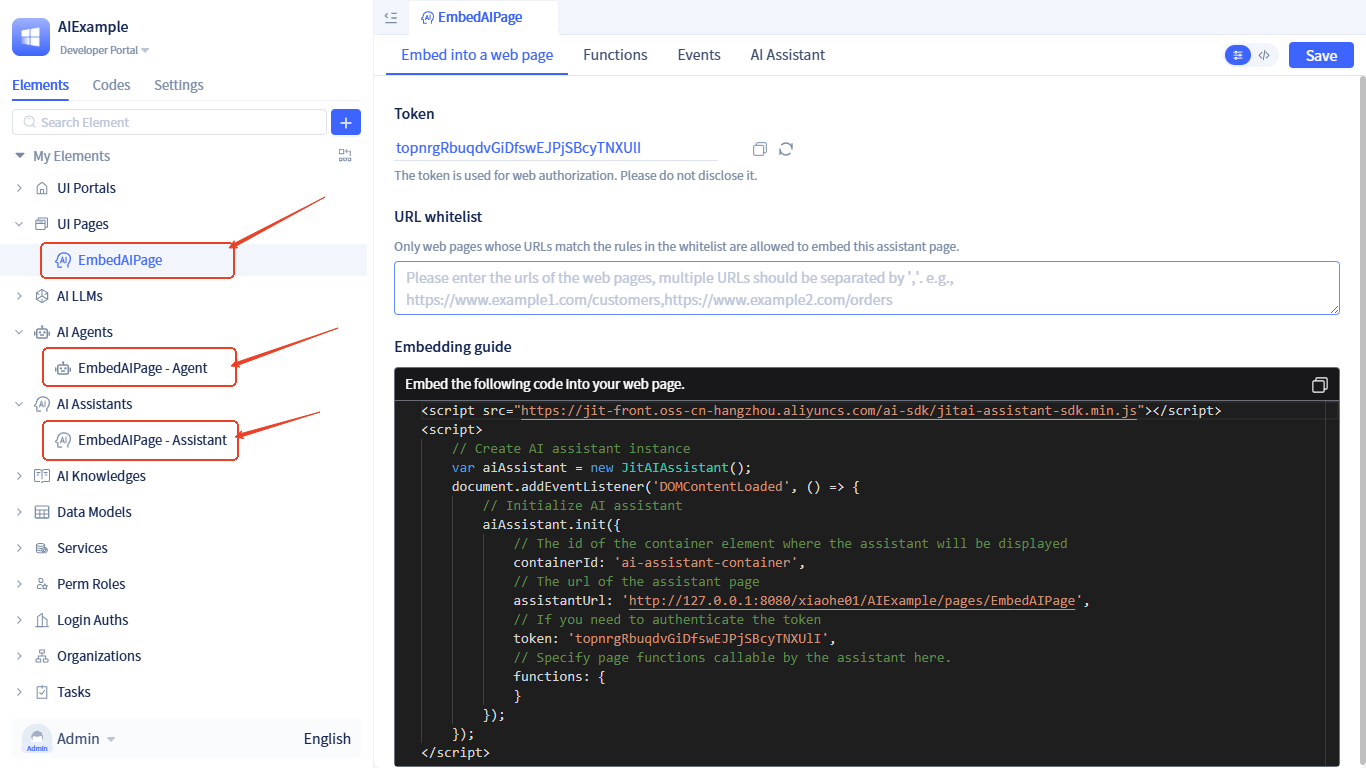 AIExample
Developer Portal
Elements
Codes
Settings
Search Element
My Elements
UI Portals
UI Pages
AI EmbedAIPage
AI LLMs
AI Agents
EmbedAIPage - Agent
AI AI Assistants
AI EmbedAIPage - Assistant
AI Knowledges
Data Models
Services
Perm Roles
Login Auths
Organizations
Tasks
Admin
Admin
English
AI EmbedAIPage
Embed into a web page
Functions
Events
AI Assistant
Save
Token
topnrgRbuqdvGiDfswEJPjSBcyTNXUlI
The token is used for web authorization. Please do not disclose it.
URL whitelist
Only web pages whose URLs match the rules in the whitelist are allowed to embed this assistant page.
Please enter the urls of the web pages, multiple URLs should be separated by ','. e.g.,
https://www.example1.com/customers,https://www.example2.com/orders
Embedding guide
Embed the following code into your web page.
<script src="https://jit-front.oss-cn-hangzhou.aliyuncs.com/ai-sdk/jitai-assistant-sdk.min.js"></script>
<script>
// Create AI assistant instance
var aiAssistant = new JitAIAssistant();
document.addEventListener('DOMContentLoaded', () => {
// Initialize AI assistant
aiAssistant.init({
// The id of the container element where the assistant will be displayed
containerId: 'ai-assistant-container',
// The url of the assistant page
assistantUrl: 'http://127.0.0.1:8080/xiaohe01/AIExample/pages/EmbedAIPage',
// If you need to authenticate the token
token: 'topnrgRbuqdvGiDfswEJPjSBcyTNXUlI',
// Specify page functions callable by the assistant here.
functions: {
}
});
});
</script>